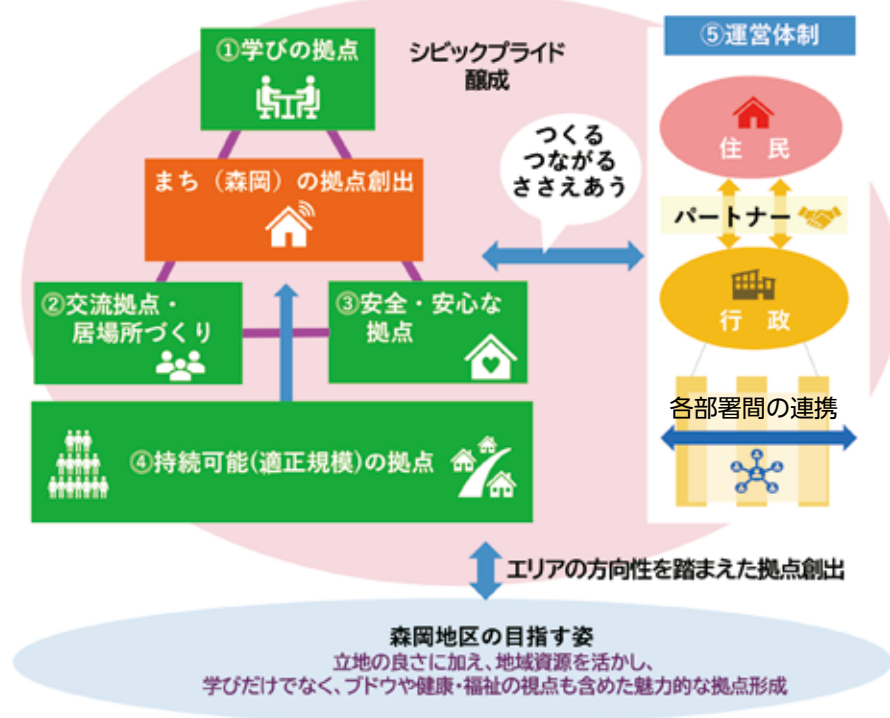 ①学びの拠点
シビックプライド
醸成
まち（森岡）の拠点創出
②交流拠点・
居場所づくり
③安全・安心な
拠点
④持続可能(適正規模)の拠点
つくる
つながる
ささえあう
⑤運営体制
住　民
パートナー
行　政
各部署間の連携
エリアの方向性を踏まえた拠点創出
森岡地区の目指す姿
立地の良さに加え、地域資源を活かし、
学びだけでなく、ブドウや健康・福祉の視点も含めた魅力的な拠点形成